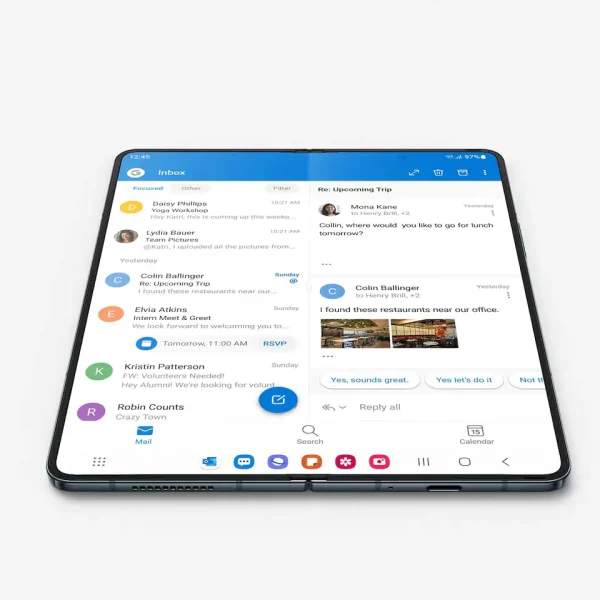 12:45
97%
G
Inbox
Focused
Other
Filter
Daisy Phillips
10:21 AM
Yoga Workshop
Hey Katri, this is coming up this weeke...
Lydia Bauer
10:21 AM
Team Pictures
@Katri, I uploaded all the pictures from...
Yesterday
C
Colin Ballinger
Sunday
Re: Upcoming Trip
@
I found these restaurants near our...
E
Elvia Atkins
Sunday
Intern Meet & Greet
We look forward to welcoming you to...
Tomorrow, 11:00 AM
RSVP
K
Kristin Patterson
Sunday
FW: Volunteers Needed!
Hey Alumni! We're looking for volunt
R
Robin Counts
Crazy Town
Re: Upcoming Trip
Mona Kane
Yesterday
to Henry Brill, +2
Collin, where would you like to go for lunch
tomorrow?
...
C
Colin Ballinger
Yesterday
to Henry Brill, +2
I found these restaurants near our office.
...
Yes, sounds great.
Yes let's do it
Not th
Reply all
Mail
Search
15
Calendar